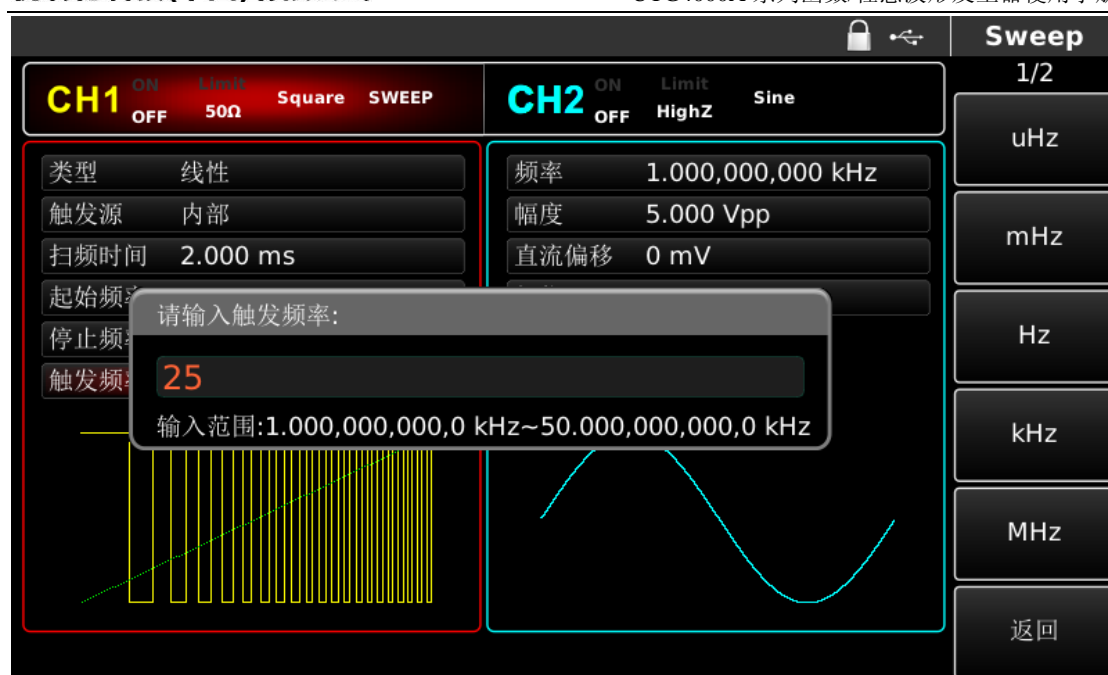 Sweep
1/2
CH1 ON OFF Limit 50Ω Square SWEEP
CH2 ON OFF Limit HighZ Sine
类型 线性
触发源 内部
扫频时间 2.000 ms
起始频
停止频
触发频
频率 1.000,000,000 kHz
幅度 5.000 Vpp
直流偏移 0 mV
请输入触发频率:
25
输入范围:1.000,000,000,0 kHz~50.000,000,000,0 kHz
uHz
mHz
Hz
kHz
MHz
返回